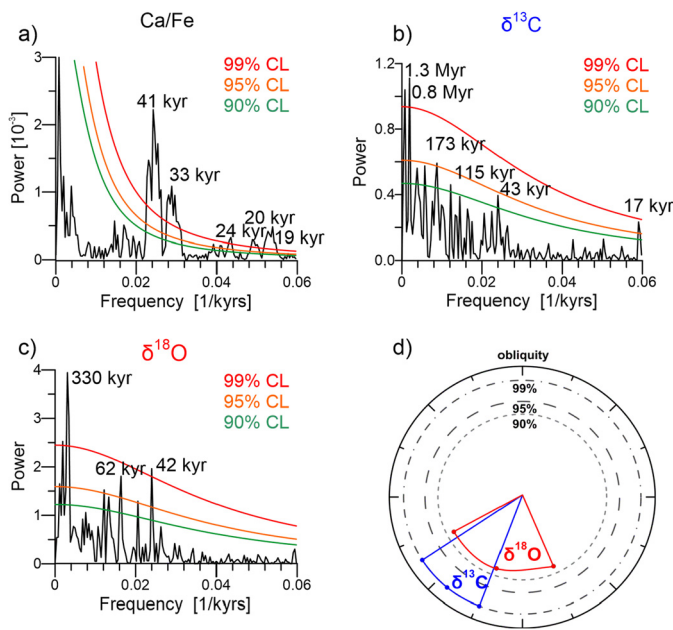 a)
Ca/Fe
99% CL
95% CL
90% CL
41 kyr
33 kyr
24 kyr
20 kyr
19 kyr
Power [10⁻³]
3
2
1
0
0
0.02
0.04
0.06
Frequency [1/kyrs]
b)
δ¹³C
1.3 Myr
0.8 Myr
99% CL
95% CL
90% CL
173 kyr
115 kyr
43 kyr
17 kyr
Power
1.2
0.8
0.4
0.0
0
0.02
0.04
0.06
Frequency [1/kyrs]
c)
δ¹⁸O
330 kyr
99% CL
95% CL
90% CL
62 kyr
42 kyr
Power
4
3
2
1
0
0
0.02
0.04
0.06
Frequency [1/kyrs]
d)
obliquity
99%
95%
90%
δ¹⁸O
δ¹³C